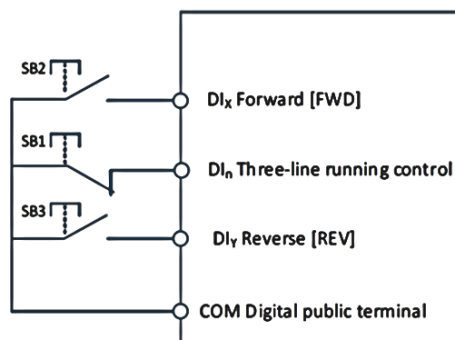 SB2
DIX Forward [FWD]
SB1
DIn Three-line running control
SB3
DIY Reverse [REV]
COM Digital public terminal